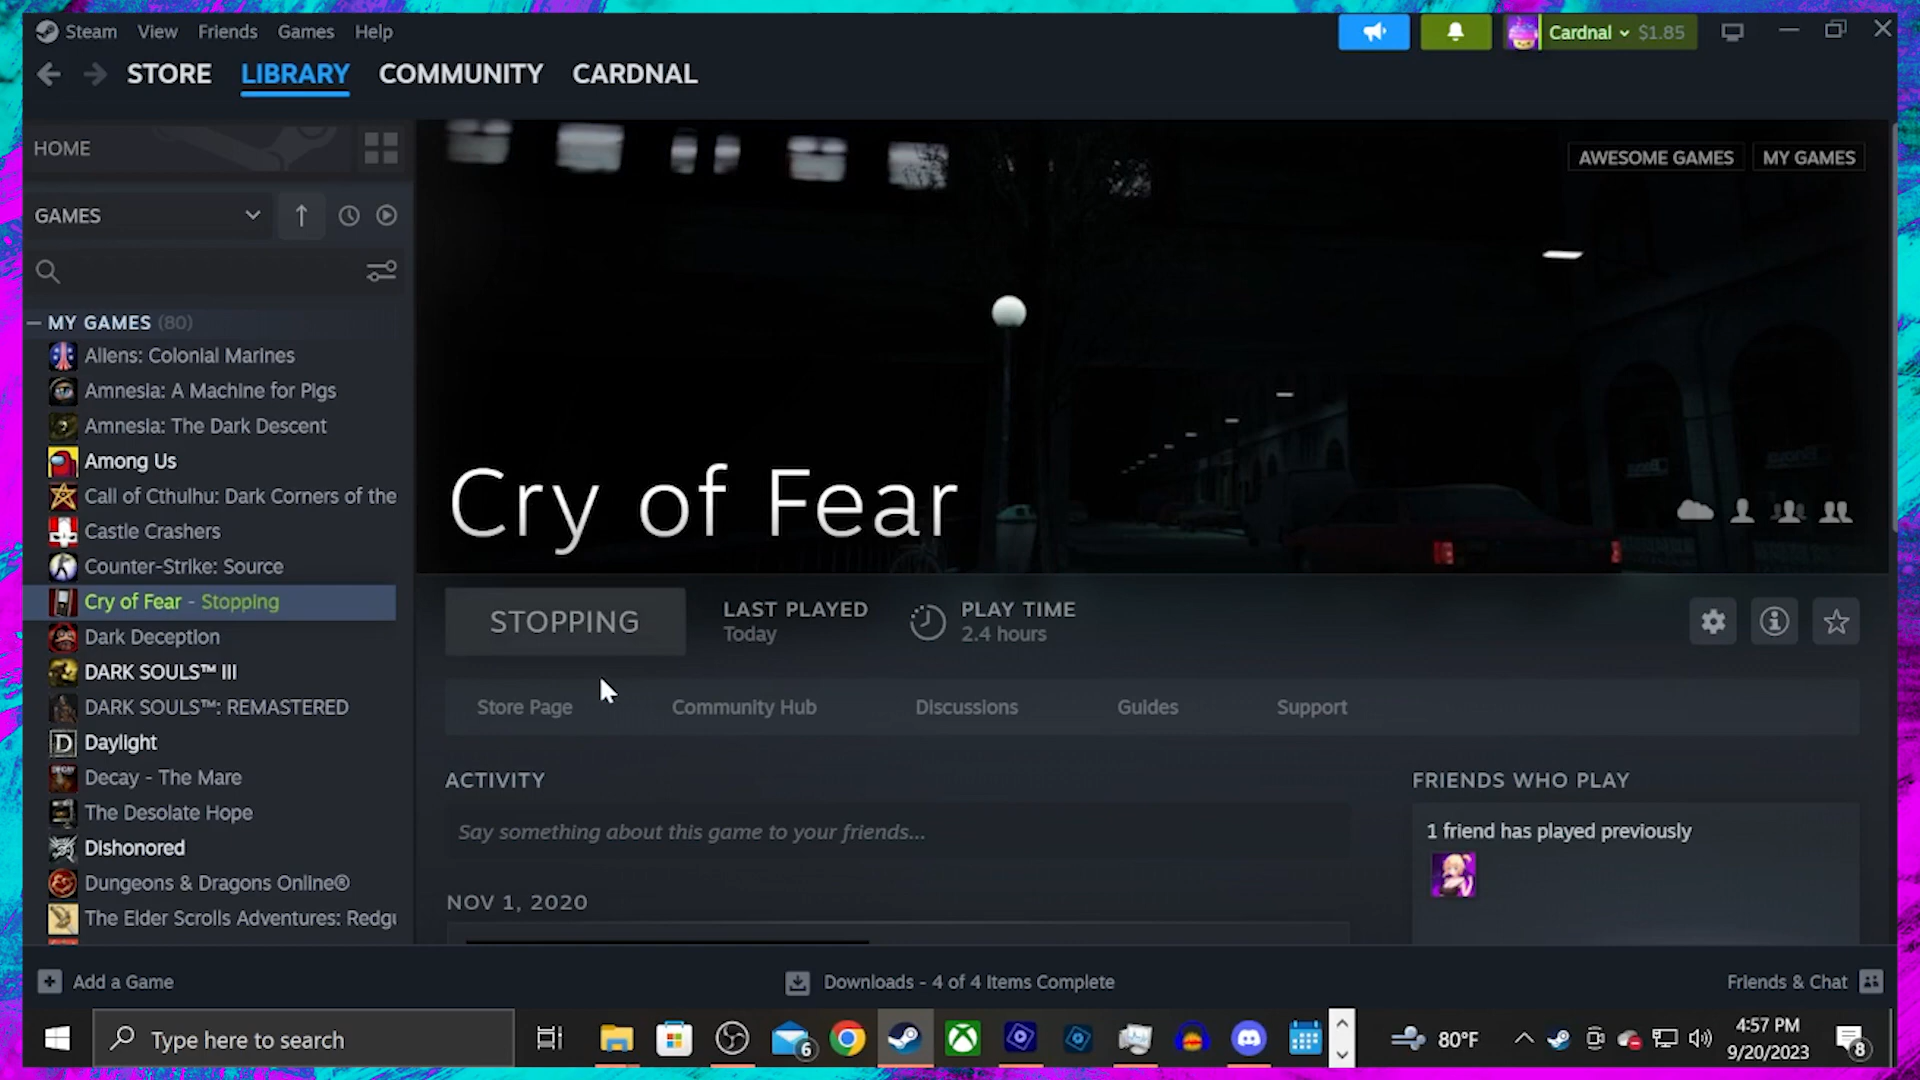 Steam View Friends Games Help
Cardnal $1.85
STORE LIBRARY COMMUNITY CARDNAL
HOME
AWESOME GAMES MY GAMES
GAMES
MY GAMES (80)
Aliens: Colonial Marines
Amnesia: A Machine for Pigs
Amnesia: The Dark Descent
Among Us
Call of Cthulhu: Dark Corners of the
Castle Crashers
Counter-Strike: Source
Cry of Fear - Stopping
Dark Deception
DARK SOULS™ III
DARK SOULS™: REMASTERED
Daylight
Decay - The Mare
The Desolate Hope
Dishonored
Dungeons & Dragons Online®
The Elder Scrolls Adventures: Redgu
Cry of Fear
STOPPING
LAST PLAYED
Today
PLAY TIME
2.4 hours
Store Page Community Hub Discussions Guides Support
ACTIVITY
Say something about this game to your friends...
NOV 1, 2020
FRIENDS WHO PLAY
1 friend has played previously
Add a Game
Downloads - 4 of 4 Items Complete
Friends & Chat
Type here to search
6
80°F
4:57 PM
9/20/2023
8